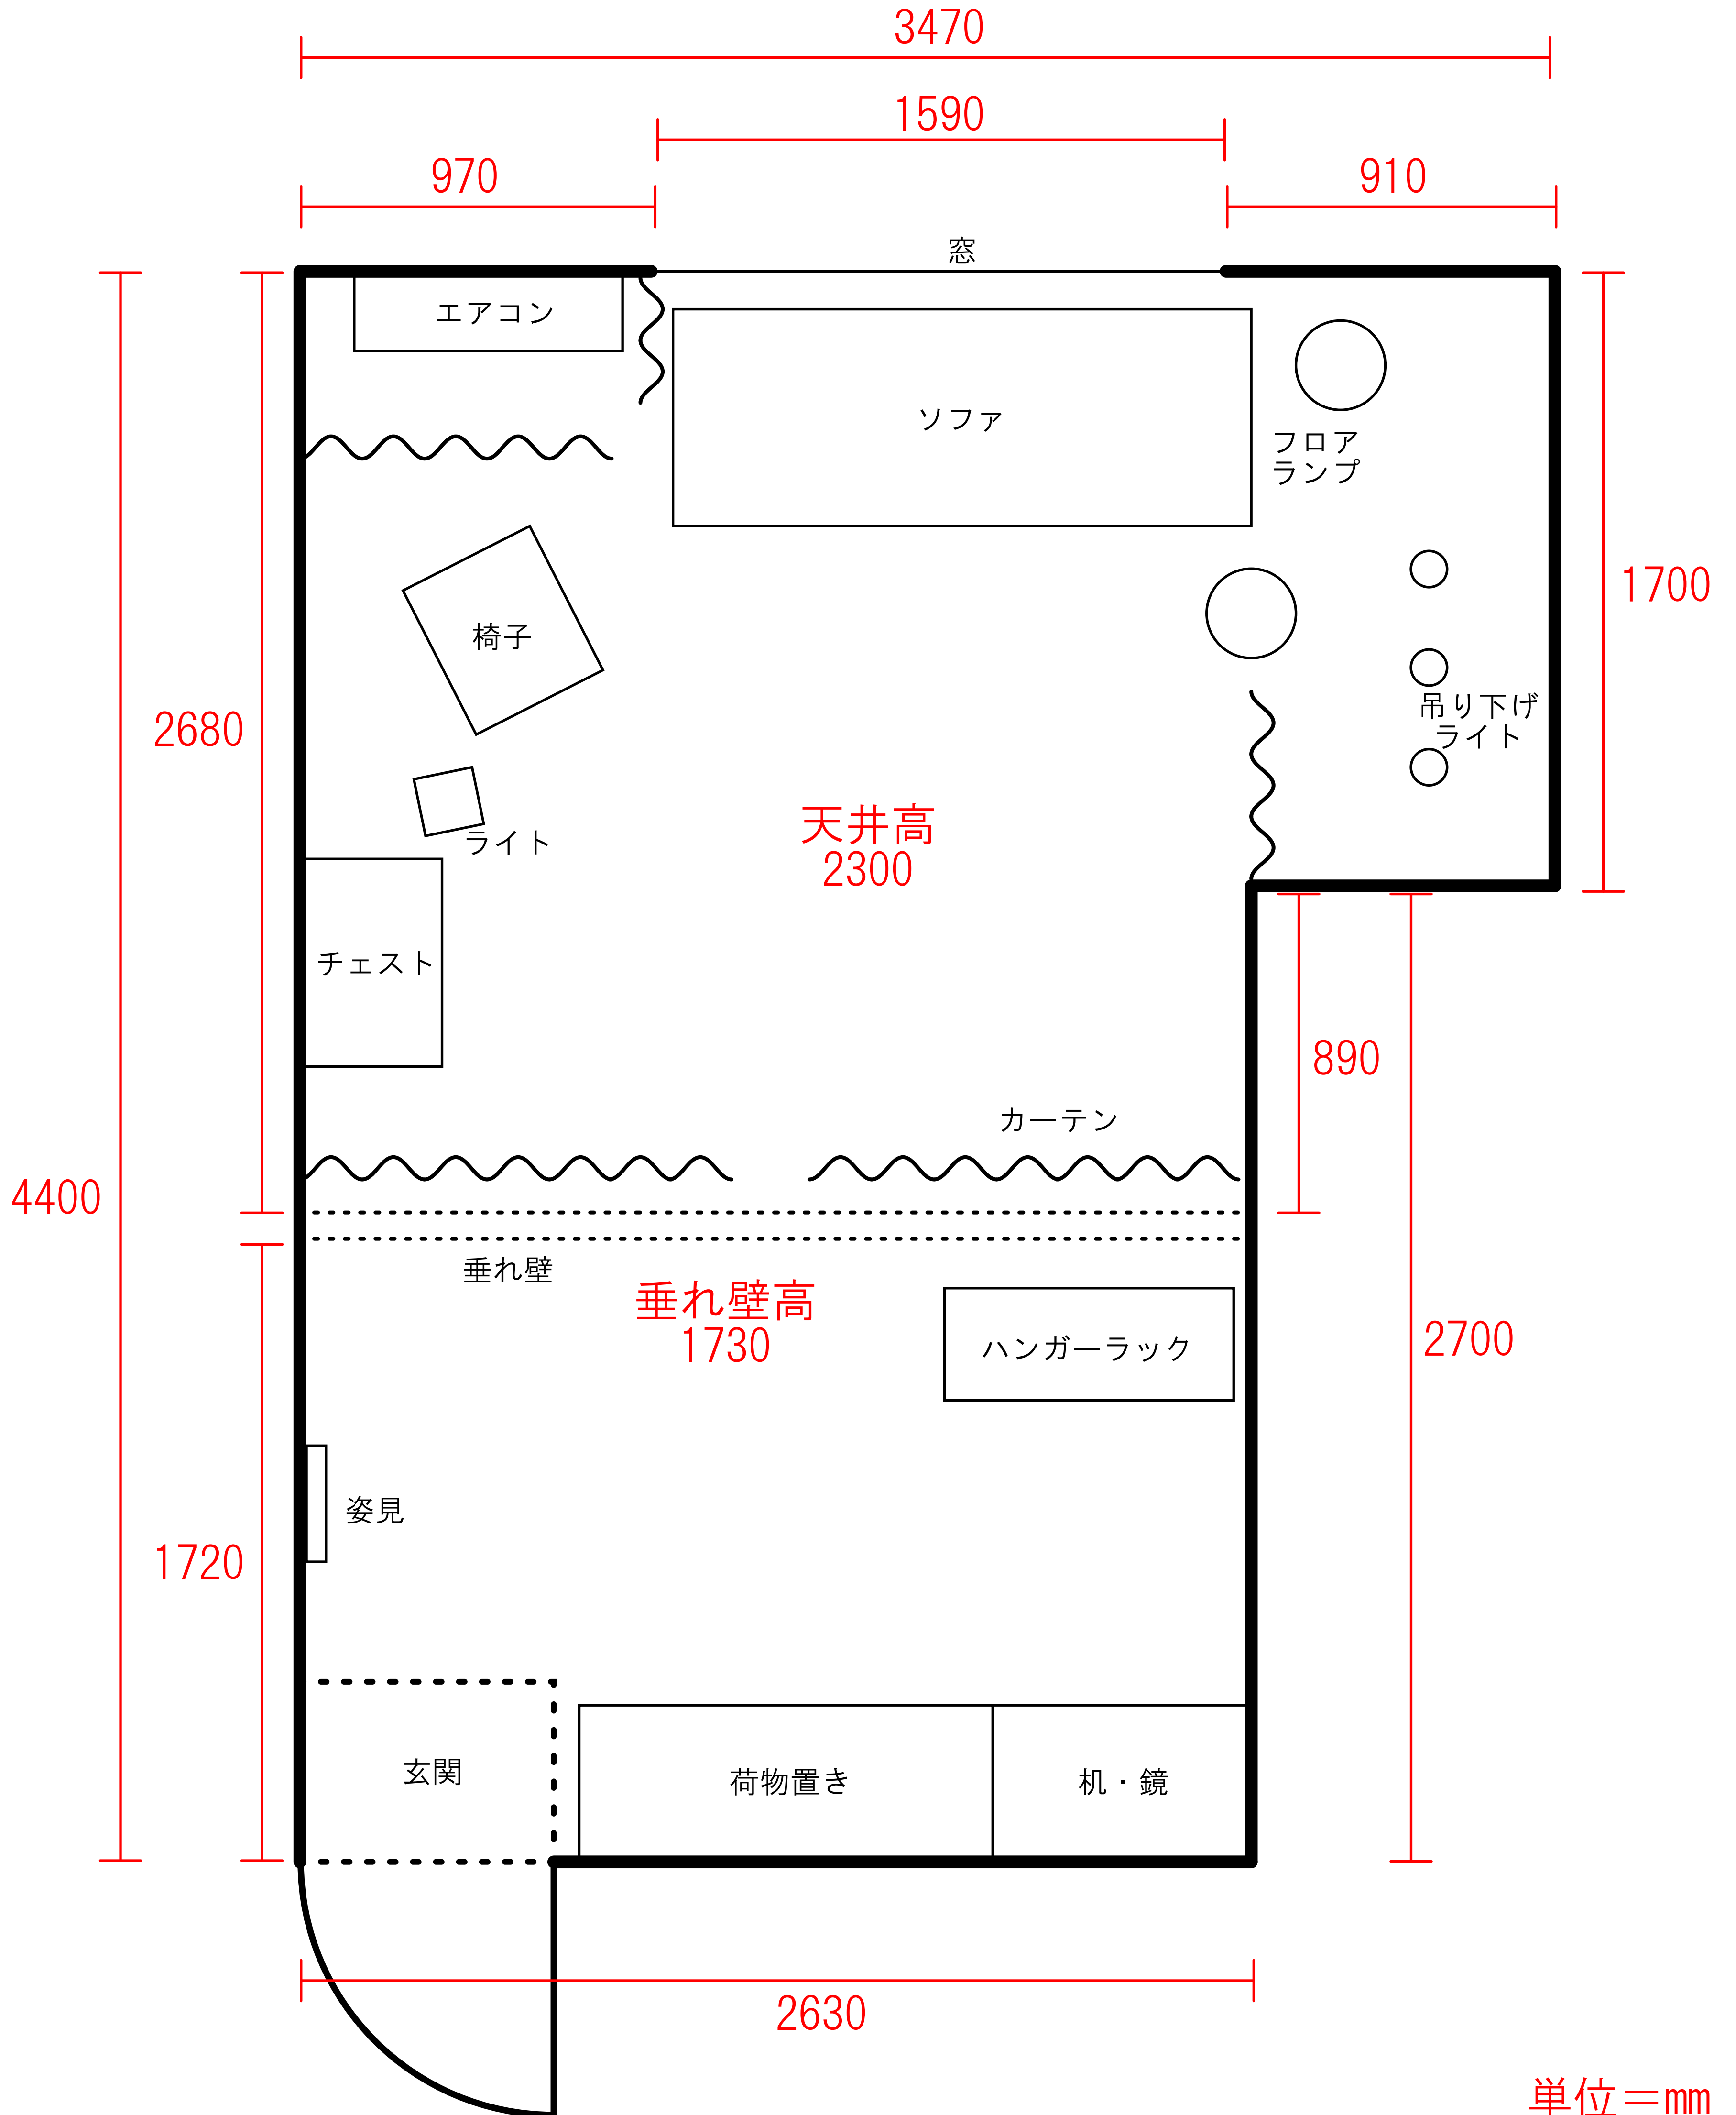 3470
1590
970
910
窓
エアコン
ソファ
フロア
ランプ
1700
椅子
吊り下げ
ライト
2680
天井高
2300
ライト
チェスト
890
カーテン
4400
垂れ壁
垂れ壁高
1730
ハンガーラック
2700
姿見
1720
玄関
荷物置き
机・鏡
2630
単位＝mm